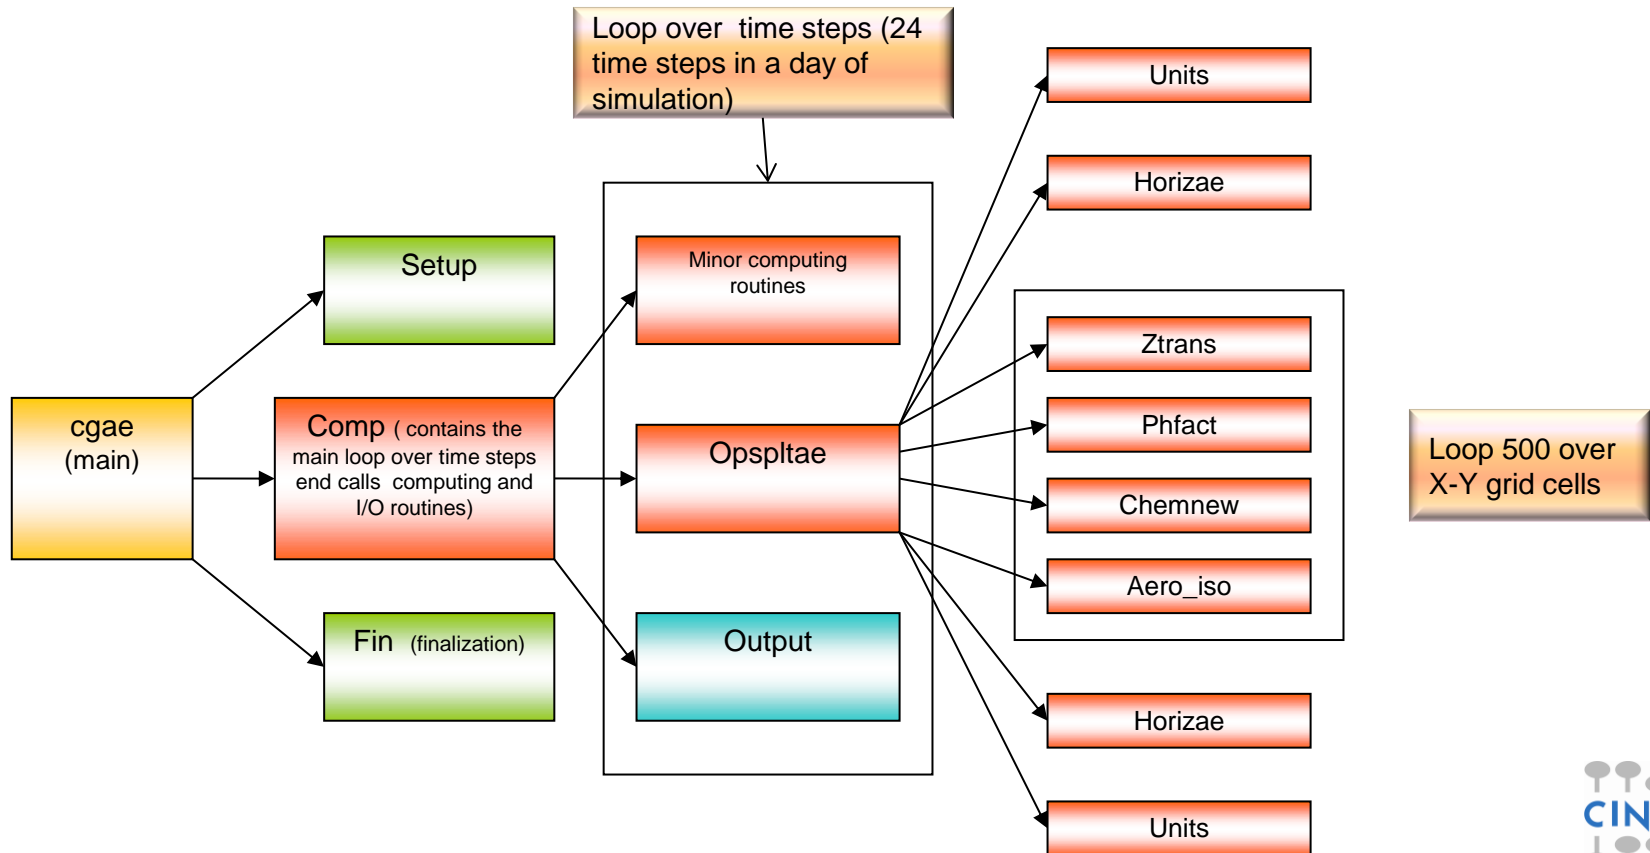 Loop over time steps (24
time steps in a day of
simulation)
Units
Horizae
Setup
Minor computing
routines
Ztrans
cgae
(main)
Comp ( contains the
main loop over time steps
end calls computing and
I/O routines)
Opspltae
Phfact
Chemnew
Aero_iso
Loop 500 over
X-Y grid cells
Fin (finalization)
Output
Horizae
Units
CIN